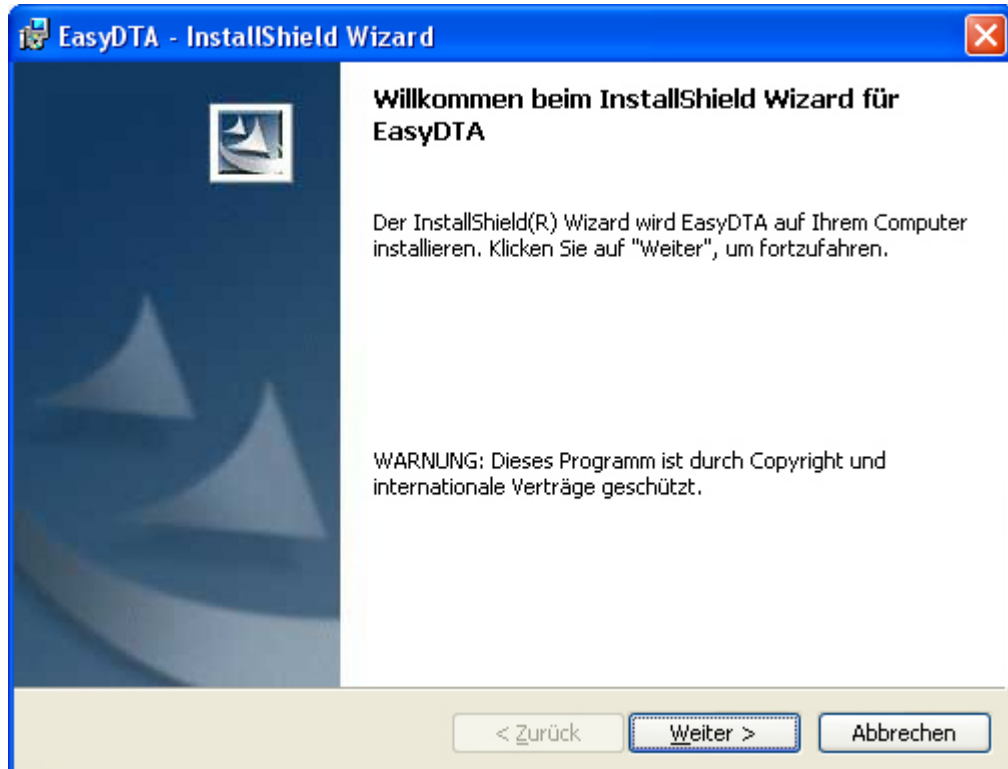 EasyDTA - InstallShield Wizard
Willkommen beim InstallShield Wizard für
EasyDTA
Der InstallShield(R) Wizard wird EasyDTA auf Ihrem Computer
installieren. Klicken Sie auf "Weiter", um fortzufahren.
WARNUNG: Dieses Programm ist durch Copyright und
internationale Verträge geschützt.
< Zurück Weiter > Abbrechen